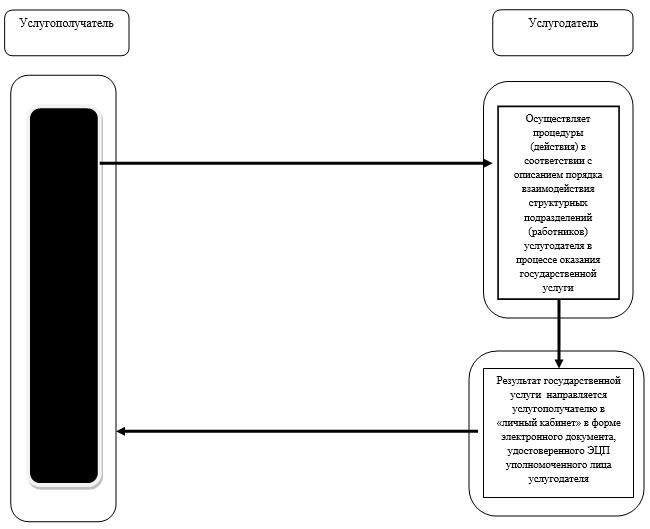 Услугополучатель
Услугодатель
Осуществляет
процедуры
(действия) в
соответствии с
описанием порядка
взаимодействия
структурных
подразделений
(работников)
услугодателя в
процессе оказания
государственной
услуги
Результат государственной
услуги направляется
услугополучателю в
«личный кабинет» в форме
электронного документа,
удостоверенного ЭЦП
уполномоченного лица
услугодателя